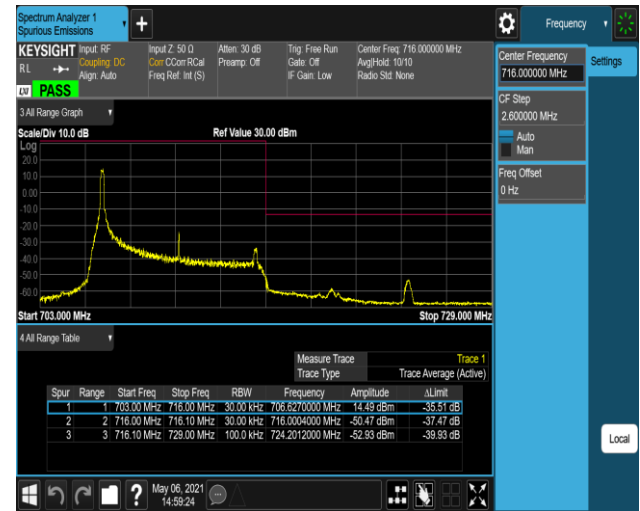 Spectrum Analyzer 1
Spurious Emissions
Frequency
KEYSIGHT Input: RF Input Z: 50 Ω Atten: 30 dB Trig: Free Run Center Freq: 716.000000 MHz
RL Coupling: DC Corr CCorr RCal Preamp: Off Gate: Off Avg|Hold: 10/10
Align: Auto Freq Ref: Int (S) IF Gain: Low Radio Std: None
LXI PASS
3 All Range Graph
Scale/Div 10.0 dB Ref Value 30.00 dBm
Log
20.0
10.0
0.00
-10.0
-20.0
-30.0
-40.0
-50.0
-60.0
Start 703.000 MHz Stop 729.000 MHz
4 All Range Table
Measure Trace Trace 1
Trace Type Trace Average (Active)
Spur Range Start Freq Stop Freq RBW Frequency Amplitude ΔLimit
1 1 703.00 MHz 716.00 MHz 30.00 kHz 706.6270000 MHz 14.49 dBm -35.51 dB
2 2 716.00 MHz 716.10 MHz 30.00 kHz 716.0004000 MHz -50.47 dBm -37.47 dB
3 3 716.10 MHz 729.00 MHz 100.0 kHz 724.2012000 MHz -52.93 dBm -39.93 dB
May 06, 2021
14:59:24
Center Frequency
716.000000 MHz
Settings
CF Step
2.600000 MHz
Auto
Man
Freq Offset
0 Hz
Local